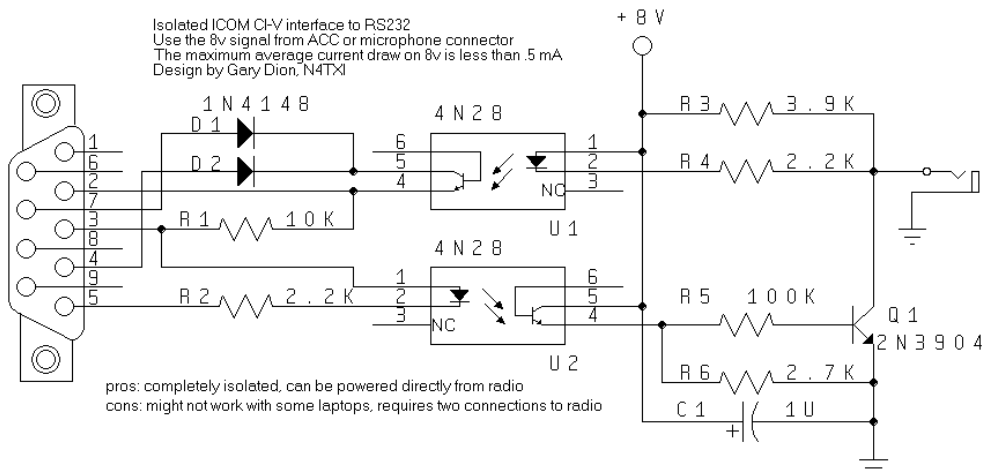 Isolated ICOM CI-V interface to RS232
Use the 8v signal from ACC or microphone connector
The maximum average current draw on 8v is less than .5 mA
Design by Gary Dion, N4TXI
+8V
1N4148
D1
D2
4N28
6
5
4
1
2
3
NC
U1
R3 3.9K
R4 2.2K
1
6
2
7
3
8
4
9
5
R1 10K
R2 2.2K
4N28
1
2
3
NC
6
5
4
U2
R5 100K
Q1
2N3904
R6 2.7K
C1 1U
+
pros: completely isolated, can be powered directly from radio
cons: might not work with some laptops, requires two connections to radio